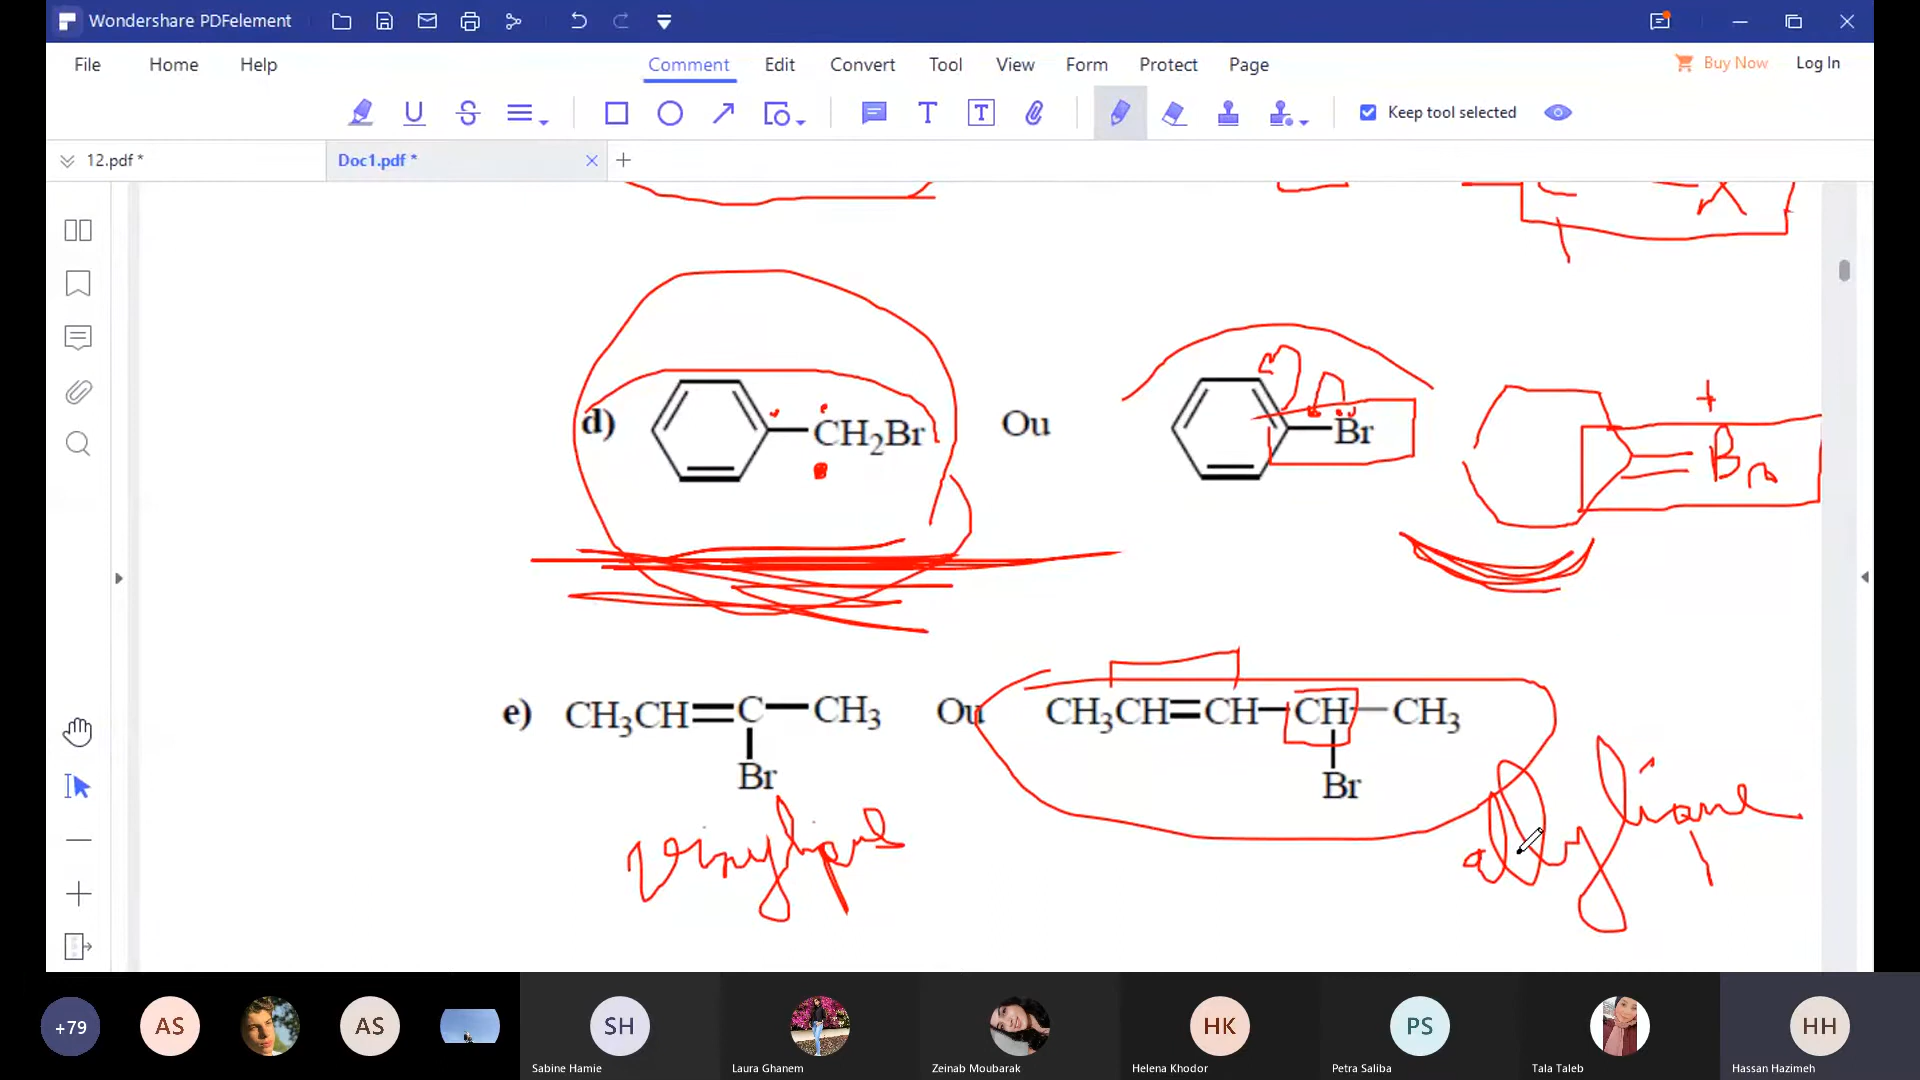 Wondershare PDFelement
File Home Help Comment Edit Convert Tool View Form Protect Page Buy Now Log In
T T Keep tool selected
12.pdf * Doc1.pdf *
d) CH₂Br Ou Br
+
Br
e) CH₃CH=C—CH₃ Ou CH₃CH=CH—CH—CH₃
Br Br
Vinylique allylique
+79 AS AS SH HK PS HH
Sabine Hamie Laura Ghanem Zeinab Moubarak Helena Khodor Petra Saliba Tala Taleb Hassan Hazimeh